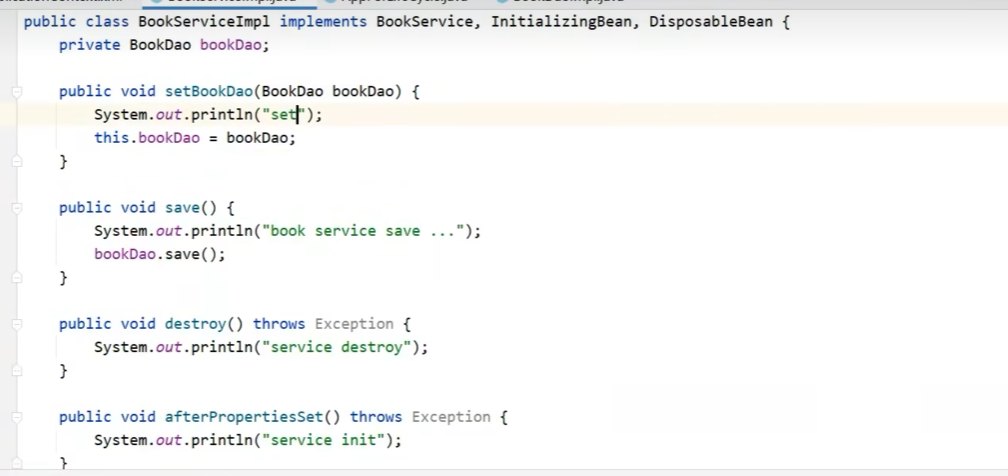 public class BookServiceImpl implements BookService, InitializingBean, DisposableBean {
private BookDao bookDao;
public void setBookDao(BookDao bookDao) {
System.out.println("set");
this.bookDao = bookDao;
}
public void save() {
System.out.println("book service save ...");
bookDao.save();
}
public void destroy() throws Exception {
System.out.println("service destroy");
}
public void afterPropertiesSet() throws Exception {
System.out.println("service init");
}